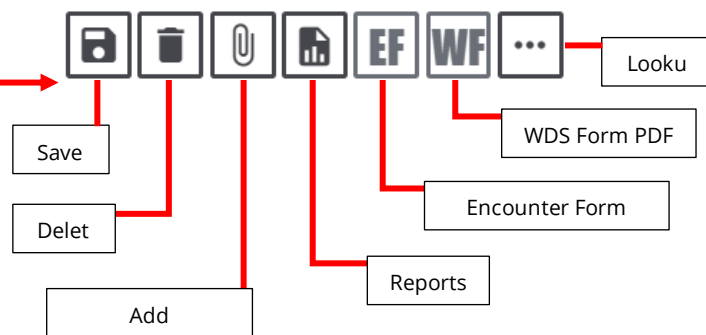 EF WF
Looku
WDS Form PDF
Save
Encounter Form
Delet
Reports
Add